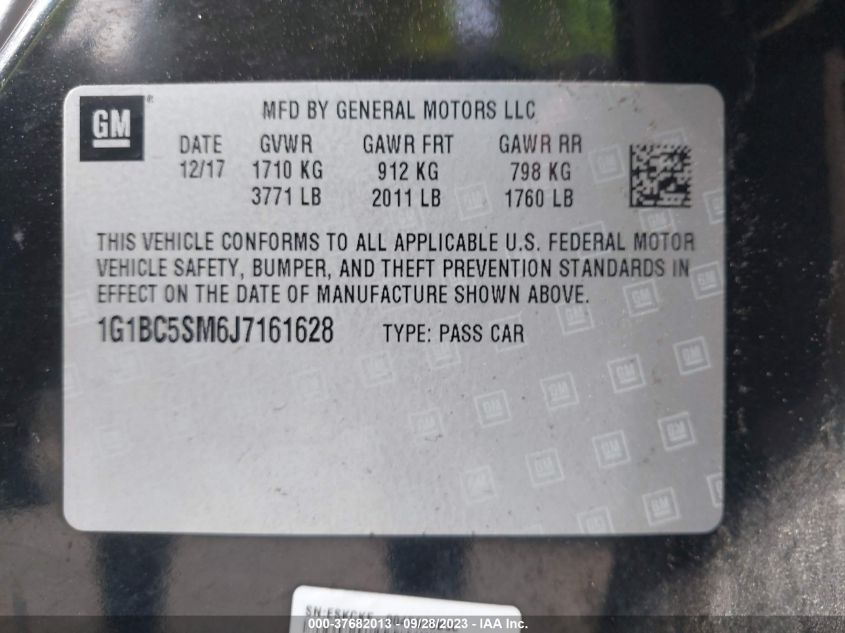 GM ® MFD BY GENERAL MOTORS LLC
DATE GVWR GAWR FRT GAWR RR
12/17 1710 KG 912 KG 798 KG
3771 LB 2011 LB 1760 LB
THIS VEHICLE CONFORMS TO ALL APPLICABLE U.S. FEDERAL MOTOR
VEHICLE SAFETY, BUMPER, AND THEFT PREVENTION STANDARDS IN
EFFECT ON THE DATE OF MANUFACTURE SHOWN ABOVE.
1G1BC5SM6J7161628 TYPE: PASS CAR
000-37682013 - 09/28/2023 - IAA Inc.